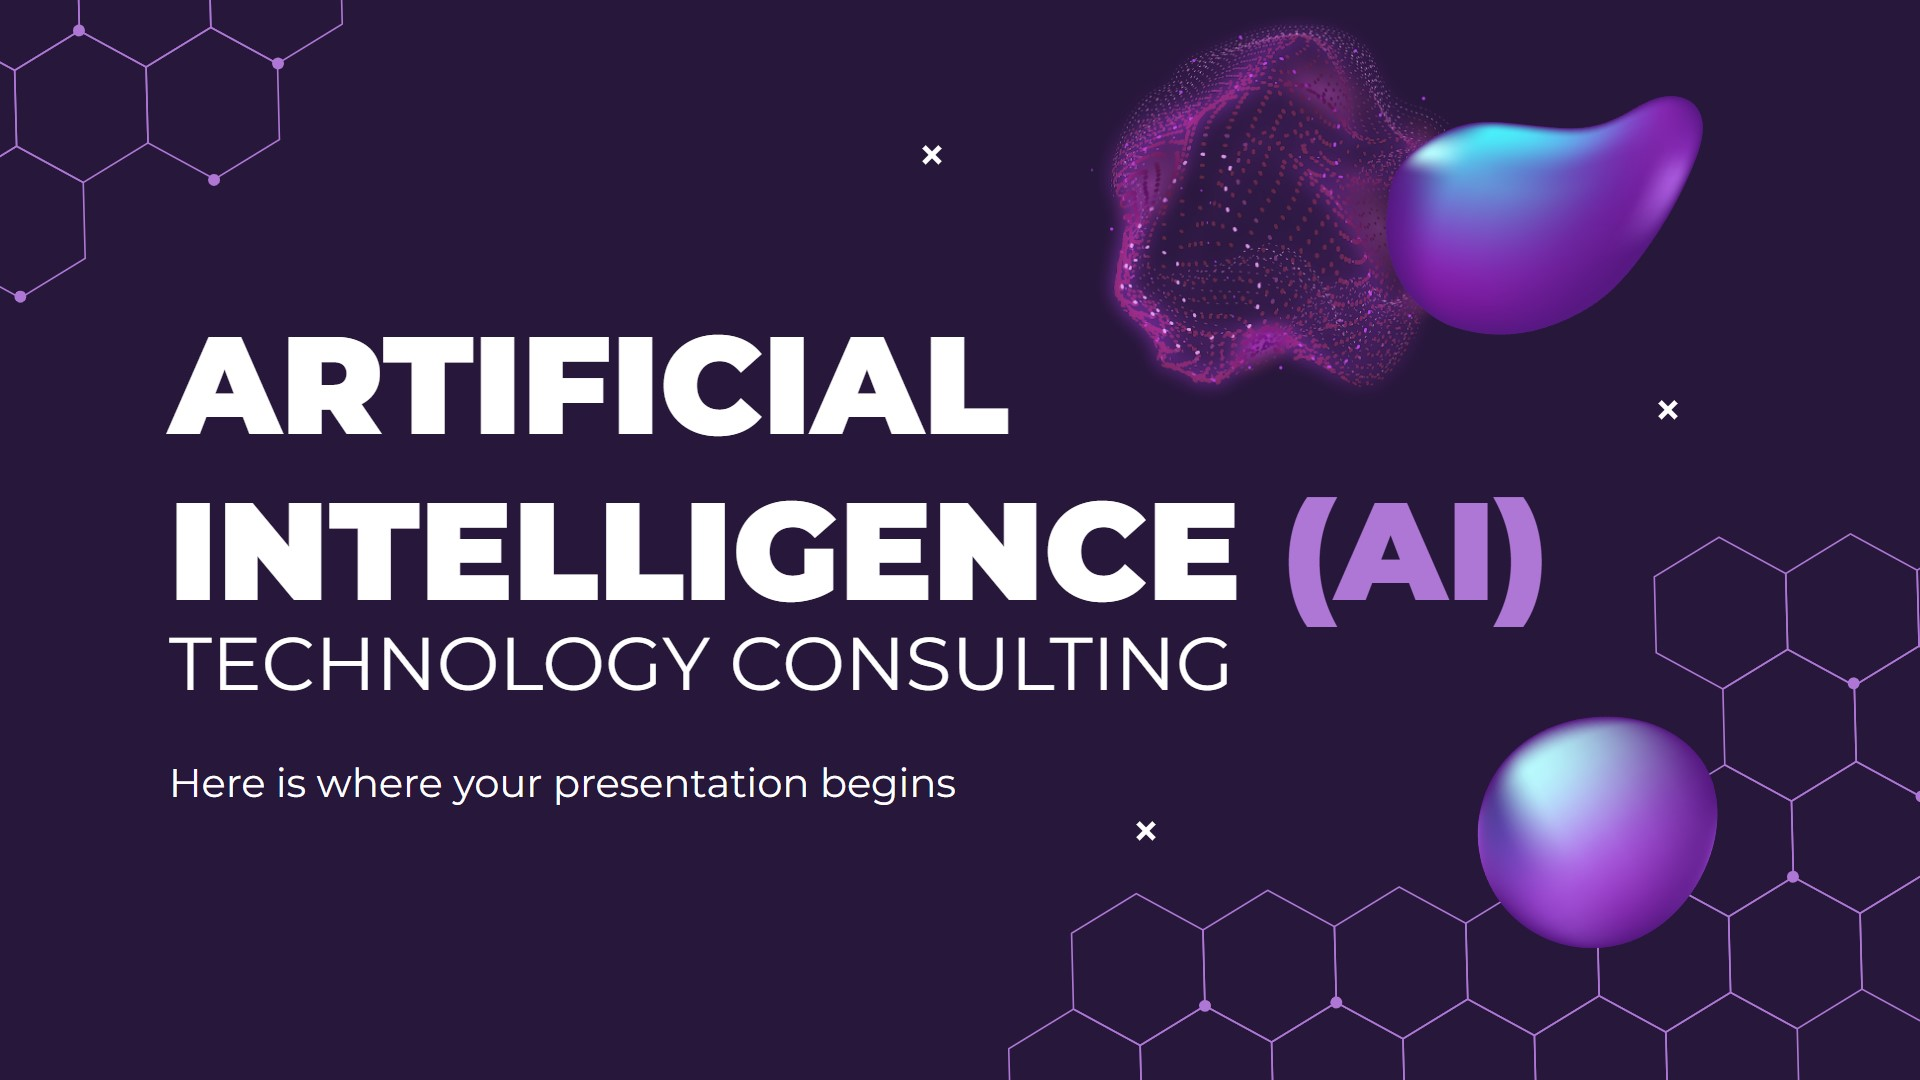 ARTIFICIAL
INTELLIGENCE (AI)
TECHNOLOGY CONSULTING
Here is where your presentation begins